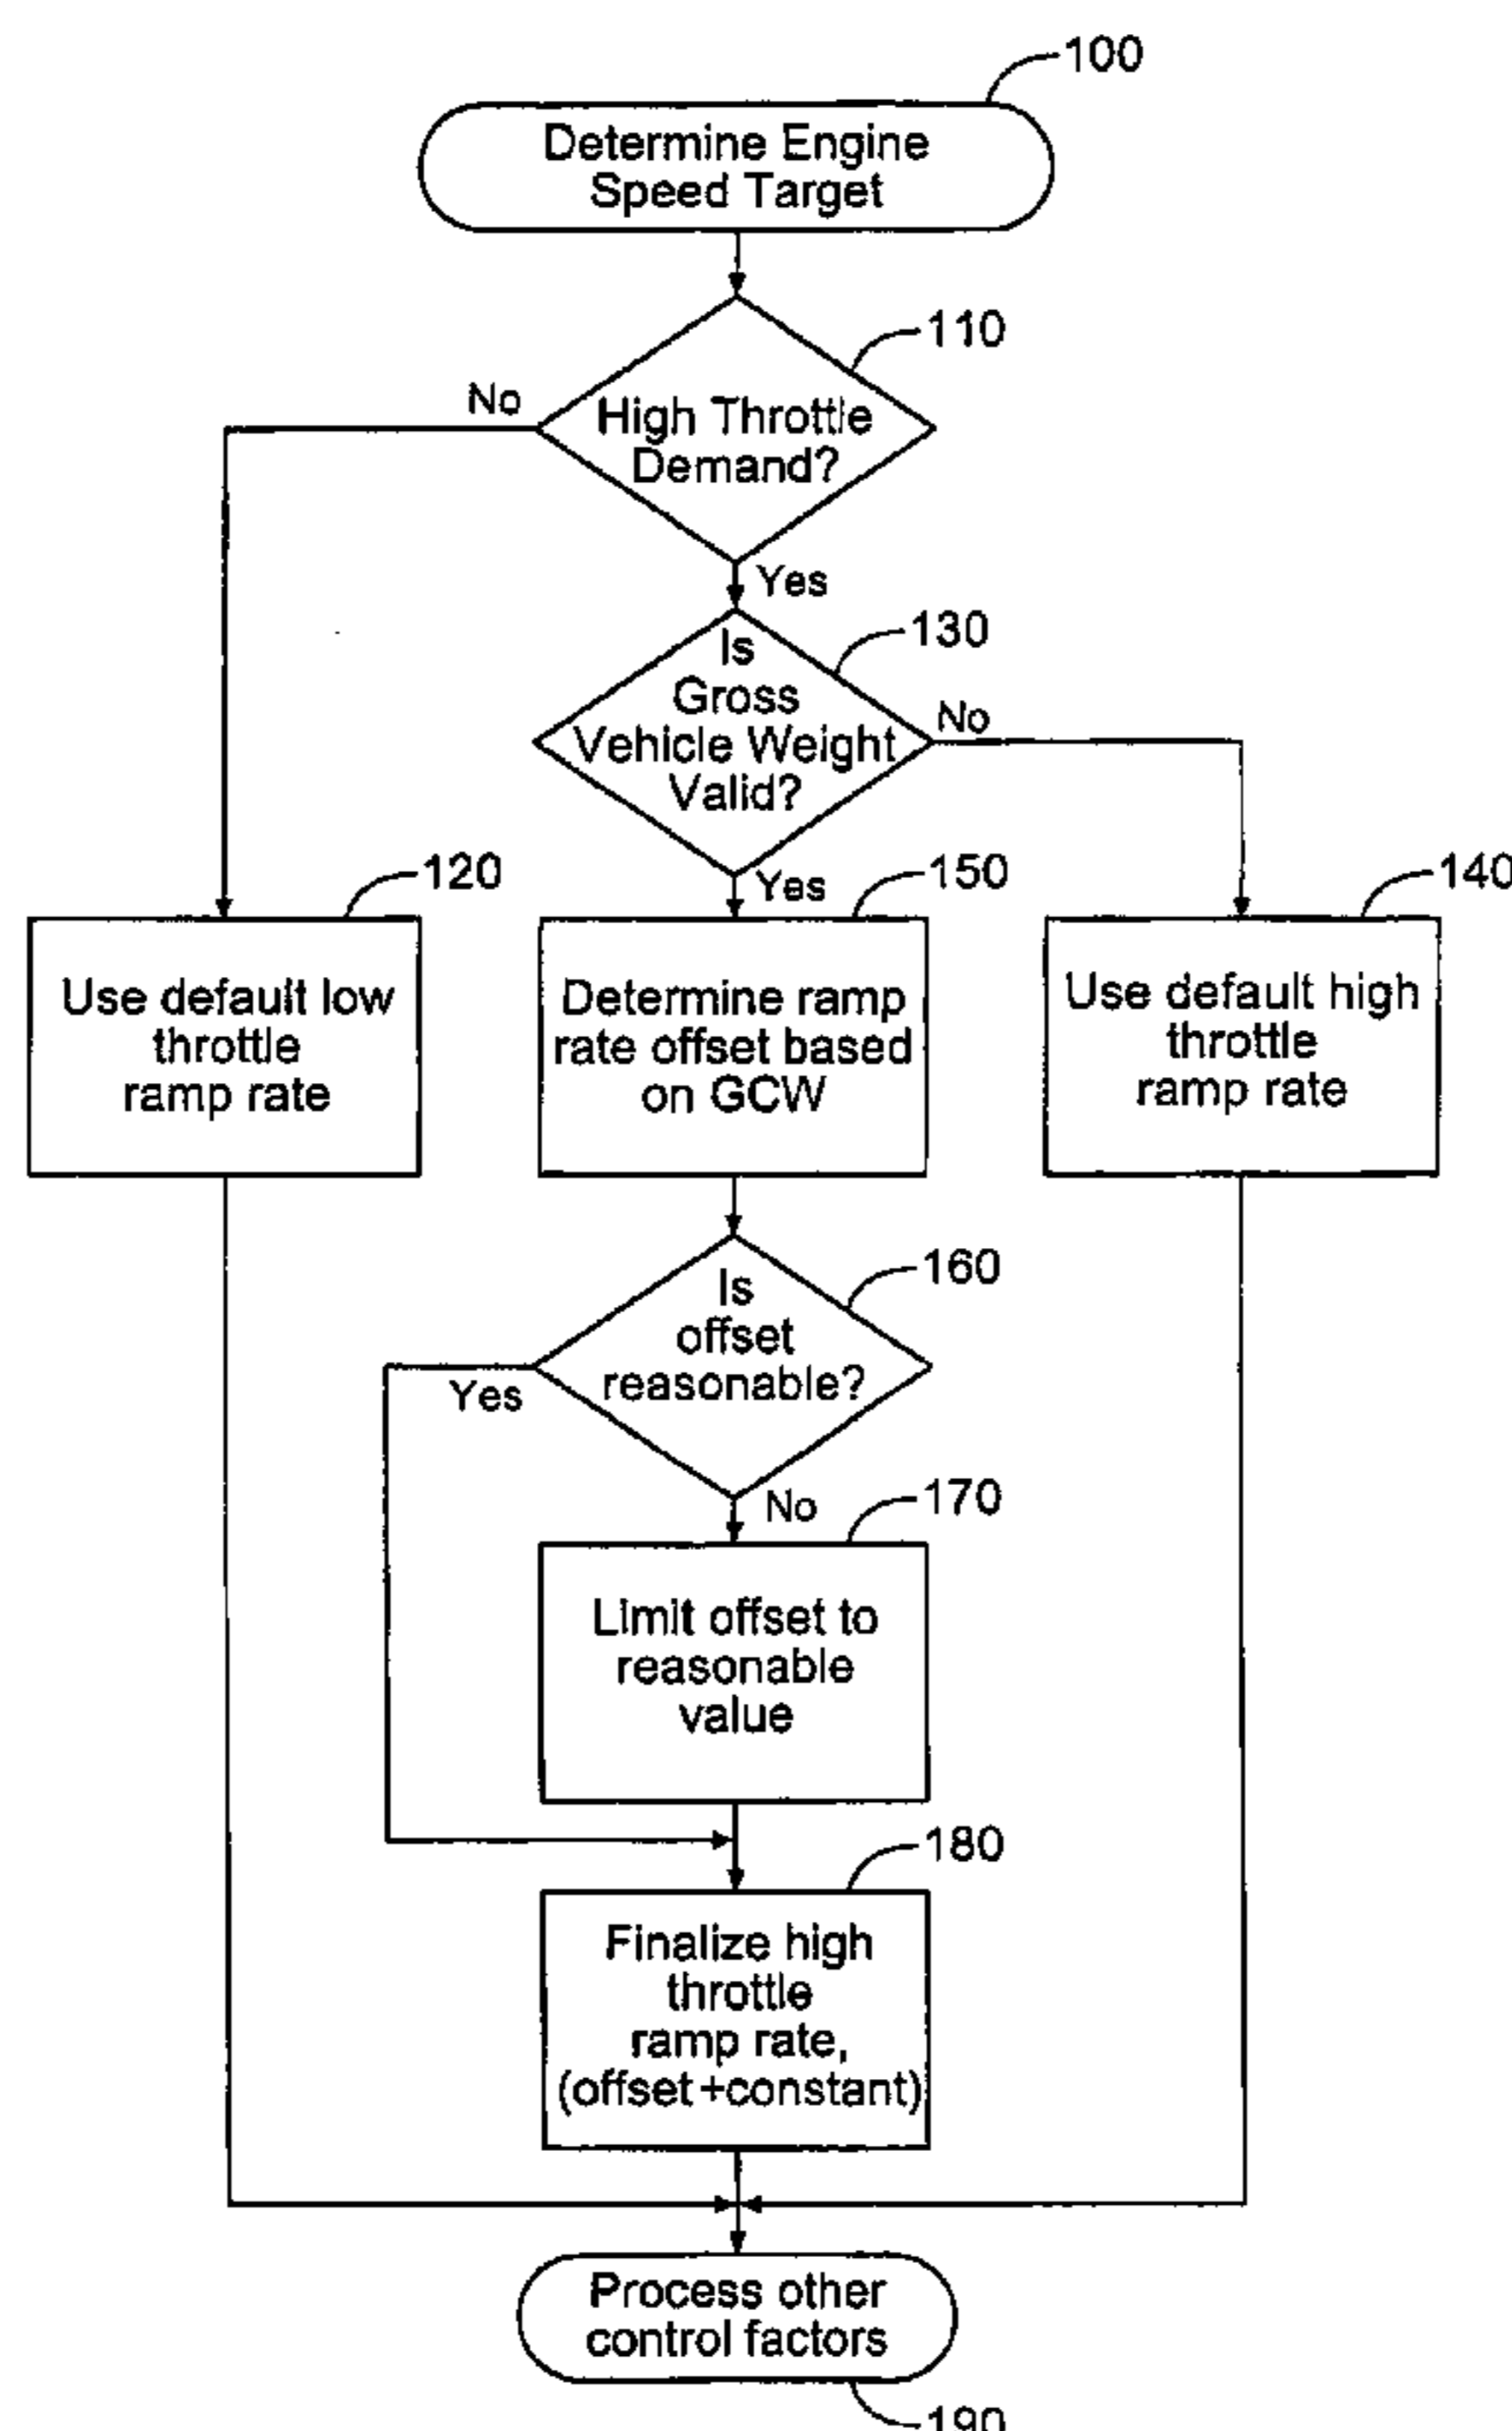 100
Determine Engine
Speed Target
110
No
High Throttle
Demand?
Yes
130
Is
Gross
Vehicle Weight
Valid?
No
Yes
120
150
140
Use default low
throttle
ramp rate
Determine ramp
rate offset based
on GCW
Use default high
throttle
ramp rate
160
Is
offset
reasonable?
Yes
No
170
Limit offset to
reasonable
value
180
Finalize high
throttle
ramp rate,
(offset+constant)
Process other
control factors
190